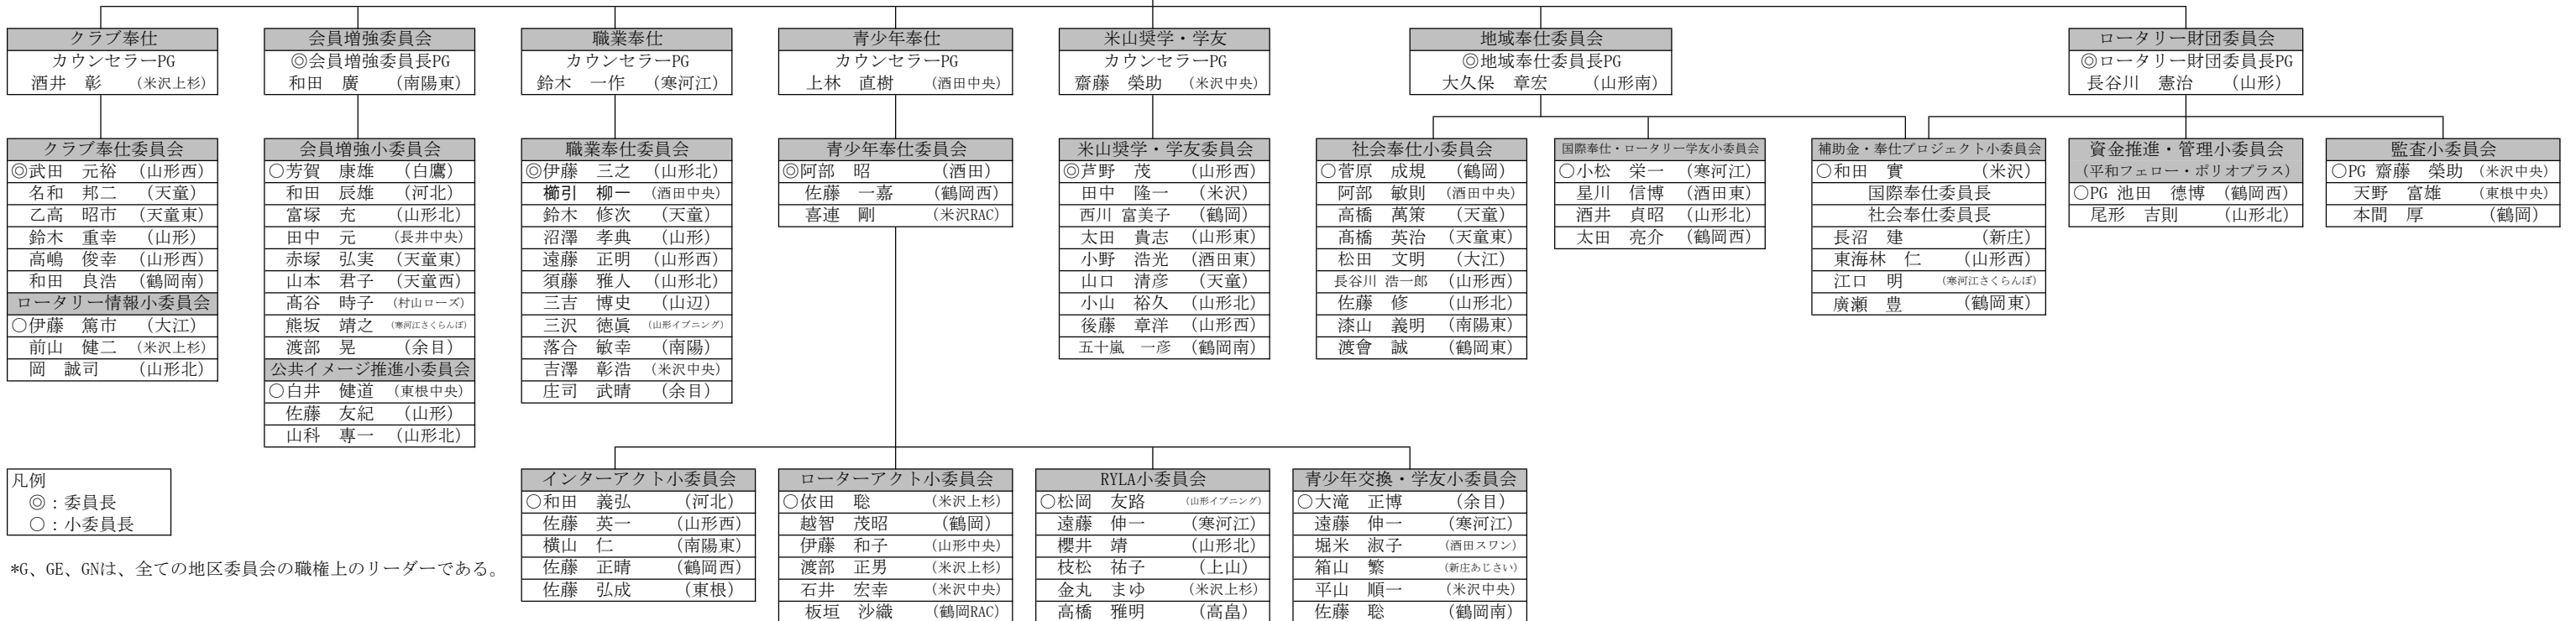 クラブ奉仕
カウンセラーPG
酒井　彰　（米沢上杉）
クラブ奉仕委員会
◎武田　元裕　（山形西）
名和　邦二　（天童）
乙高　昭市　（天童東）
鈴木　重幸　（山形）
高嶋　俊幸　（山形西）
和田　良浩　（鶴岡南）
ロータリー情報小委員会
○伊藤　篤市　（大江）
前山　健二　（米沢上杉）
岡　誠司　（山形北）
会員増強委員会
◎会員増強委員長PG
和田　廣　（南陽東）
会員増強小委員会
○芳賀　康雄　（白鷹）
和田　辰雄　（河北）
富塚　充　（山形北）
田中　元　（長井中央）
赤塚　弘実　（天童東）
山本　君子　（天童西）
髙谷　時子　（村山ローズ）
熊坂　靖之　（寒河江さくらんぼ）
渡部　晃　（余目）
公共イメージ推進小委員会
○白井　健道　（東根中央）
佐藤　友紀　（山形）
山科　專一　（山形北）
職業奉仕
カウンセラーPG
鈴木　一作　（寒河江）
職業奉仕委員会
◎伊藤　三之　（山形北）
櫛引　柳一　（酒田中央）
鈴木　修次　（天童）
沼澤　孝典　（山形）
遠藤　正明　（山形西）
須藤　雅人　（山形北）
三吉　博史　（山辺）
三沢　徳眞　（山形イブニング）
落合　敏幸　（南陽）
吉澤　彰浩　（米沢中央）
庄司　武晴　（余目）
青少年奉仕
カウンセラーPG
上林　直樹　（酒田中央）
青少年奉仕委員会
◎阿部　昭　（酒田）
佐藤　一嘉　（鶴岡西）
喜連　剛　（米沢RAC）
米山奨学・学友
カウンセラーPG
齋藤　榮助　（米沢中央）
米山奨学・学友委員会
◎芦野　茂　（山形西）
田中　隆一　（米沢）
西川　富美子　（鶴岡）
太田　貴志　（山形東）
小野　浩光　（酒田東）
山口　清彦　（天童）
小山　裕久　（山形北）
後藤　章洋　（山形西）
五十嵐　一彦　（鶴岡南）
地域奉仕委員会
◎地域奉仕委員長PG
大久保　章宏　（山形南）
社会奉仕小委員会
○菅原　成規　（鶴岡）
阿部　敏則　（酒田中央）
高橋　萬策　（天童）
髙橋　英治　（天童東）
松田　文明　（大江）
長谷川　浩一郎　（山形西）
佐藤　修　（山形北）
漆山　義明　（南陽東）
渡會　誠　（鶴岡東）
国際奉仕・ロータリー学友小委員会
○小松　栄一　（寒河江）
星川　信博　（酒田東）
酒井　貞昭　（山形北）
太田　亮介　（鶴岡西）
ロータリー財団委員会
◎ロータリー財団委員長PG
長谷川　憲治　（山形）
補助金・奉仕プロジェクト小委員会
○和田　實　（米沢）
国際奉仕委員長
社会奉仕委員長
長沼　建　（新庄）
東海林　仁　（山形西）
江口　明　（寒河江さくらんぼ）
廣瀬　豊　（鶴岡東）
資金推進・管理小委員会
（平和フェロー・ポリオプラス）
○PG 池田　德博　（鶴岡西）
尾形　吉則　（山形北）
監査小委員会
○PG 齋藤　榮助　（米沢中央）
天野　富雄　（東根中央）
本間　厚　（鶴岡）
インターアクト小委員会
○和田　義弘　（河北）
佐藤　英一　（山形西）
横山　仁　（南陽東）
佐藤　正晴　（鶴岡西）
佐藤　弘成　（東根）
ローターアクト小委員会
○依田　聡　（米沢上杉）
越智　茂昭　（鶴岡）
伊藤　和子　（山形中央）
渡部　正男　（米沢上杉）
石井　宏幸　（米沢中央）
板垣　沙織　（鶴岡RAC）
RYLA小委員会
○松岡　友路　（山形イブニング）
遠藤　伸一　（寒河江）
櫻井　靖　（山形北）
枝松　祐子　（上山）
金丸　まゆ　（米沢上杉）
高橋　雅明　（高畠）
青少年交換・学友小委員会
○大滝　正博　（余目）
遠藤　伸一　（寒河江）
堀米　淑子　（酒田スワン）
箱山　繁　（新庄あじさい）
平山　順一　（米沢中央）
佐藤　聡　（鶴岡南）
凡例
◎：委員長
○：小委員長
*G、GE、GNは、全ての地区委員会の職権上のリーダーである。